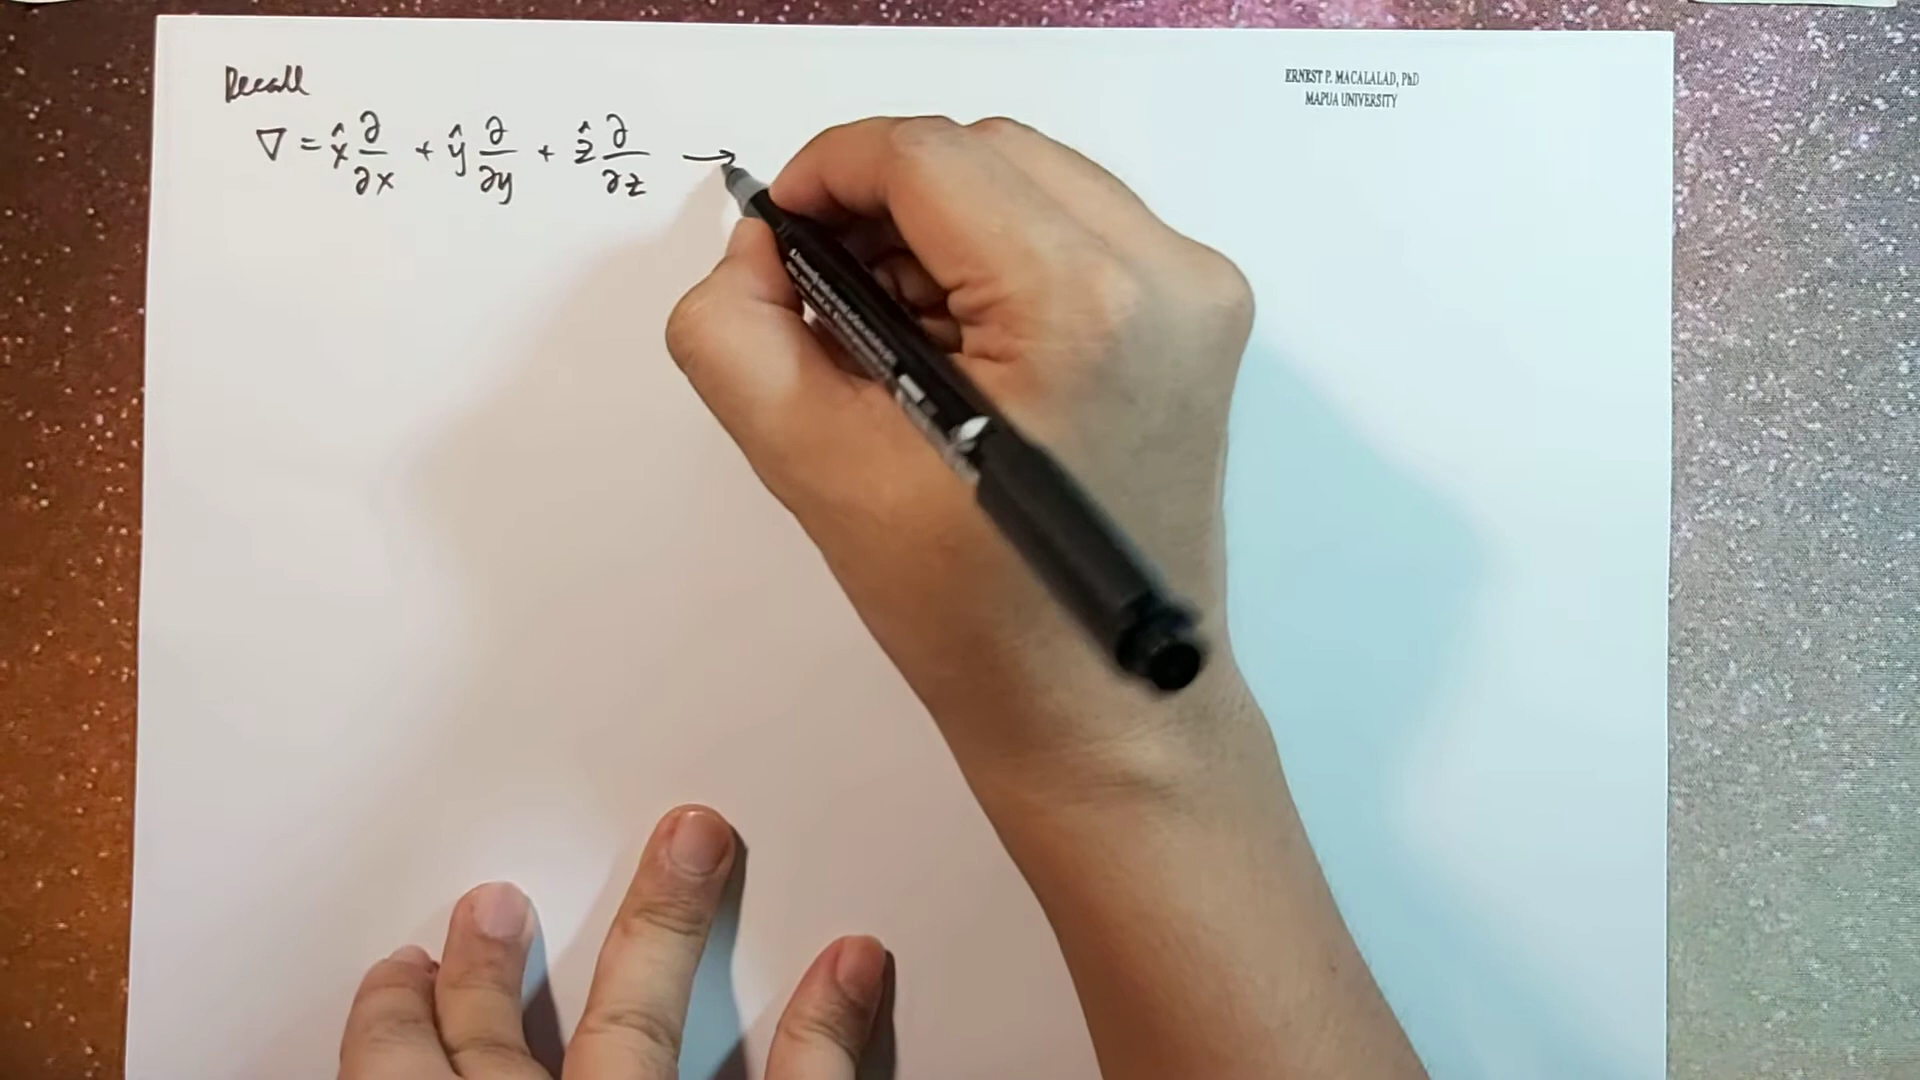 Recall
∇ = x̂ ∂/∂x + ŷ ∂/∂y + ẑ ∂/∂z →
ERNEST P. MACALALAD, PhD
MAPUA UNIVERSITY